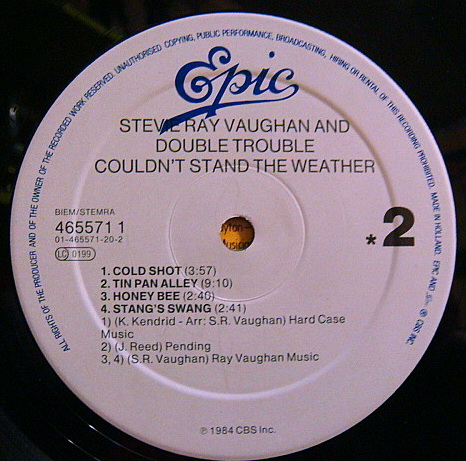 ALL RIGHTS OF THE PRODUCER AND OF THE OWNER OF THE RECORDED WORK RESERVED. UNAUTHORISED COPYING, PUBLIC PERFORMANCE, BROADCASTING, HIRING OR RENTAL OF THIS RECORDING PROHIBITED. MADE IN HOLLAND. EPIC AND ℗ CBS INC.
Epic
STEVIE RAY VAUGHAN AND
DOUBLE TROUBLE
COULDN'T STAND THE WEATHER
BIEM/STEMRA
465571 1
01-465571-20-2
LC 0199
*2
1. COLD SHOT (3:57)
2. TIN PAN ALLEY (9:10)
3. HONEY BEE (2:40)
4. STANG'S SWANG (2:41)
1) (K. Kendrid - Arr: S.R. Vaughan) Hard Case
Music
2) (J. Reed) Pending
3, 4) (S.R. Vaughan) Ray Vaughan Music
℗ 1984 CBS Inc.